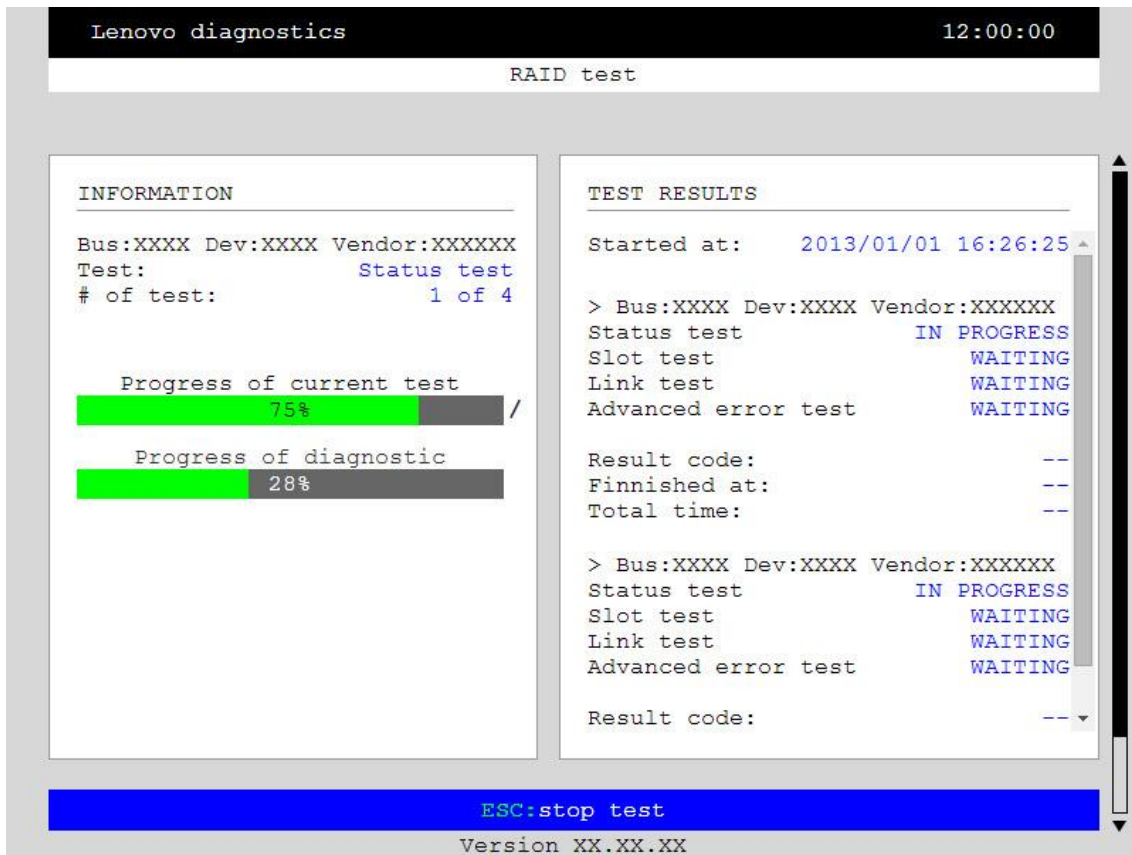 Lenovo diagnostics 12:00:00
RAID test
INFORMATION
Bus:XXXX Dev:XXXX Vendor:XXXXXX
Test: Status test
# of test: 1 of 4
Progress of current test
75% /
Progress of diagnostic
28%
TEST RESULTS
Started at: 2013/01/01 16:26:25
> Bus:XXXX Dev:XXXX Vendor:XXXXXX
Status test IN PROGRESS
Slot test WAITING
Link test WAITING
Advanced error test WAITING
Result code: --
Finnished at: --
Total time: --
> Bus:XXXX Dev:XXXX Vendor:XXXXXX
Status test IN PROGRESS
Slot test WAITING
Link test WAITING
Advanced error test WAITING
Result code: --
ESC:stop test
Version XX.XX.XX